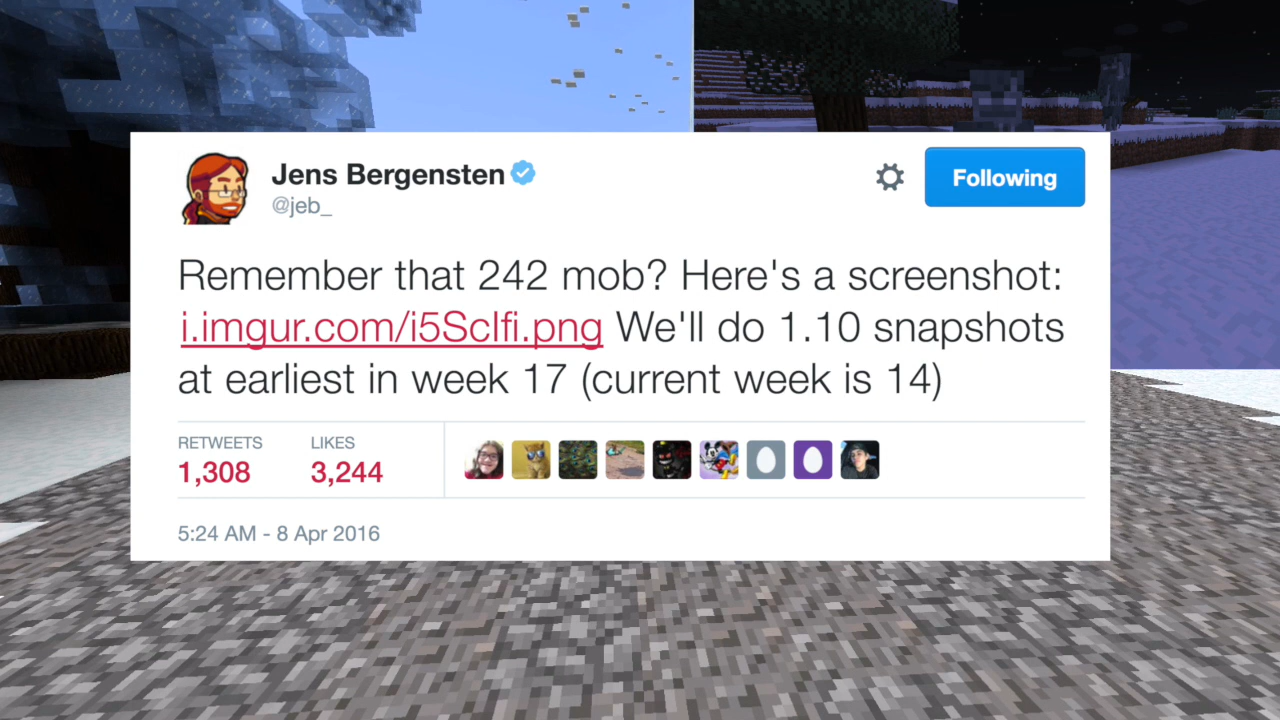 Jens Bergensten
@jeb_
Following
Remember that 242 mob? Here's a screenshot:
i.imgur.com/i5ScIfi.png We'll do 1.10 snapshots
at earliest in week 17 (current week is 14)
RETWEETS LIKES
1,308 3,244
5:24 AM - 8 Apr 2016